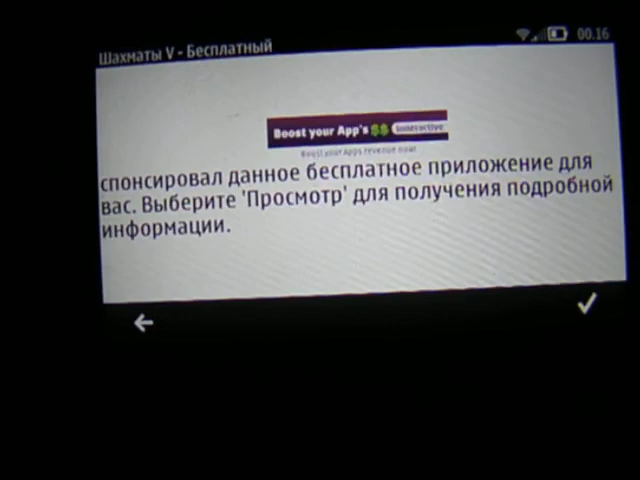 Шахматы V - Бесплатный
00.16
Boost your App's $$ inneractive
Boost your Apps revenue now!
спонсировал данное бесплатное приложение для
вас. Выберите 'Просмотр' для получения подробной
информации.